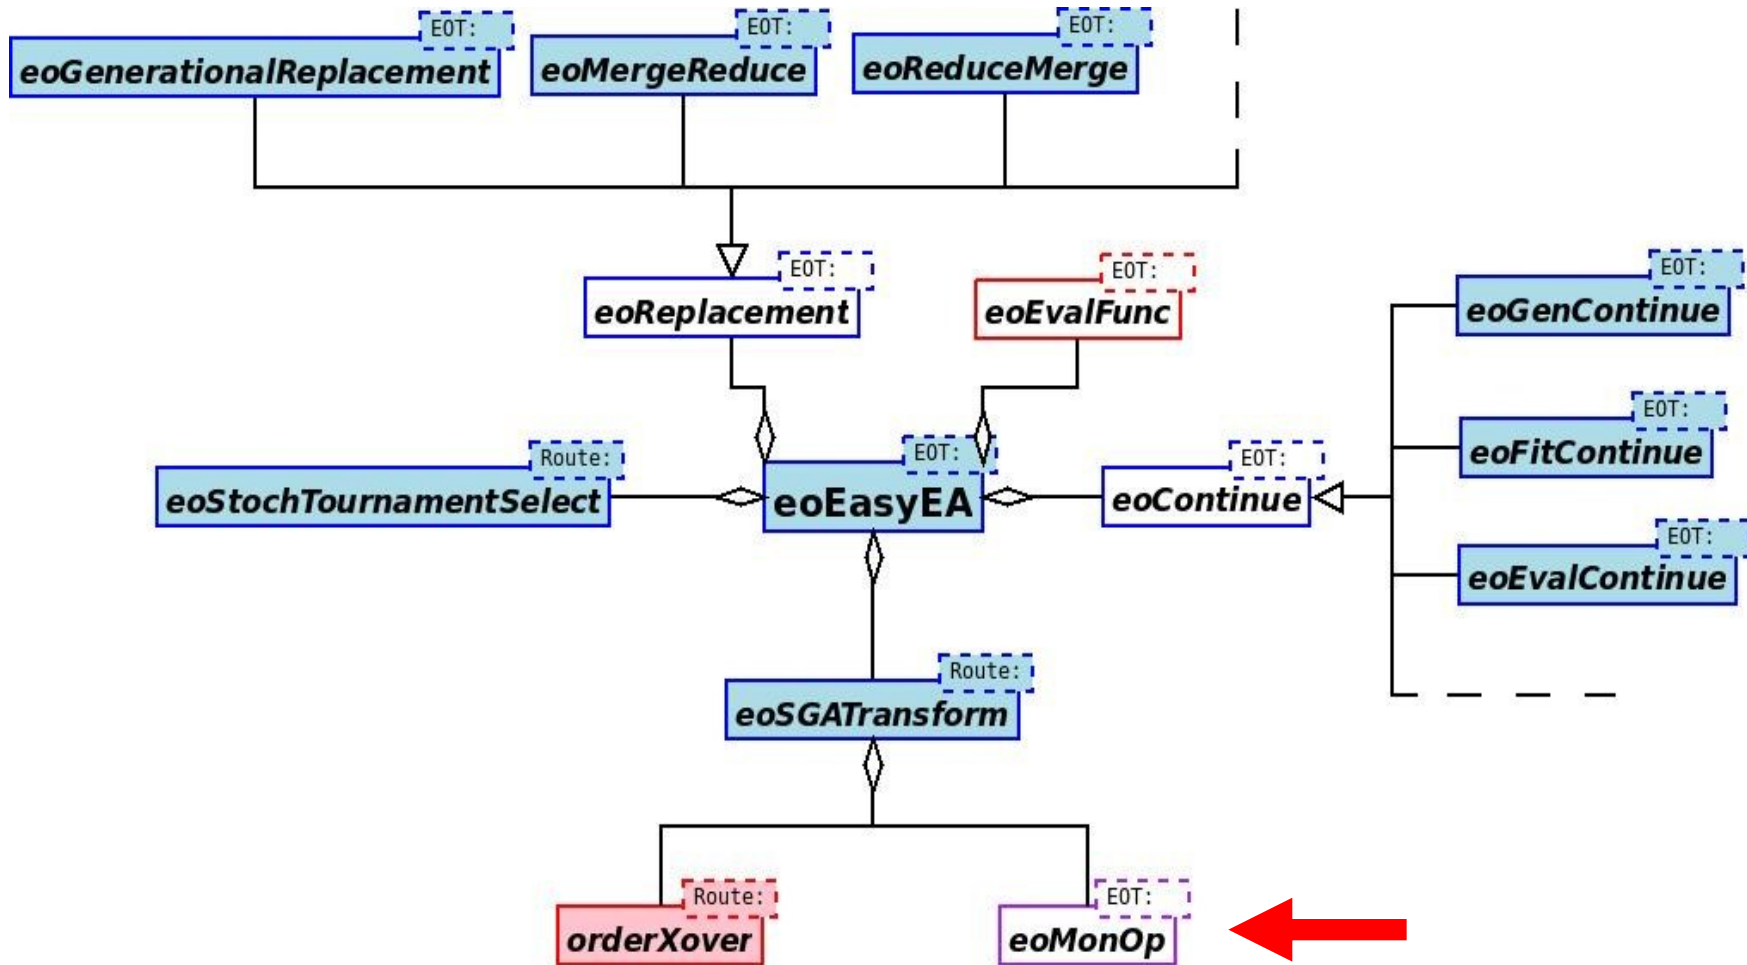 EOT:
eoGenerationalReplacement
EOT:
eoMergeReduce
EOT:
eoReduceMerge
EOT:
eoReplacement
EOT:
eoEvalFunc
EOT:
eoGenContinue
EOT:
eoFitContinue
Route:
eoStochTournamentSelect
EOT:
eoEasyEA
EOT:
eoContinue
EOT:
eoEvalContinue
Route:
eoSGATransform
Route:
orderXover
EOT:
eoMonOp